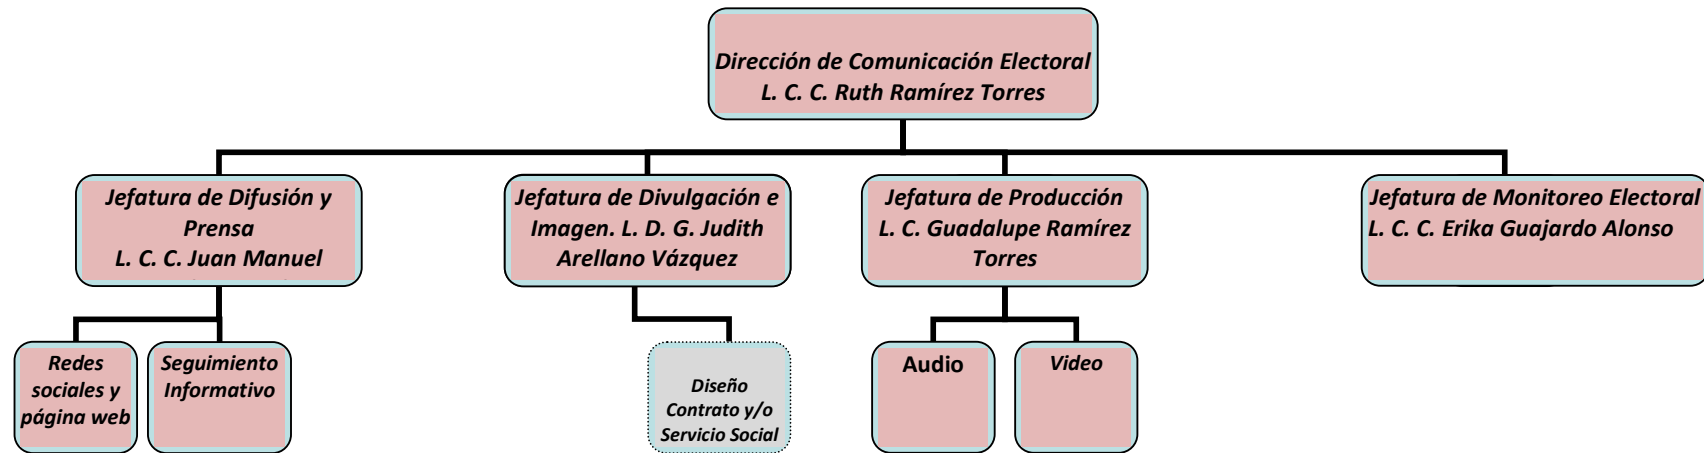 Dirección de Comunicación Electoral
L. C. C. Ruth Ramírez Torres
Jefatura de Difusión y
Prensa
L. C. C. Juan Manuel
Jefatura de Divulgación e
Imagen. L. D. G. Judith
Arellano Vázquez
Jefatura de Producción
L. C. Guadalupe Ramírez
Torres
Jefatura de Monitoreo Electoral
L. C. C. Erika Guajardo Alonso
Redes
sociales y
página web
Seguimiento
Informativo
Diseño
Contrato y/o
Servicio Social
Audio
Video